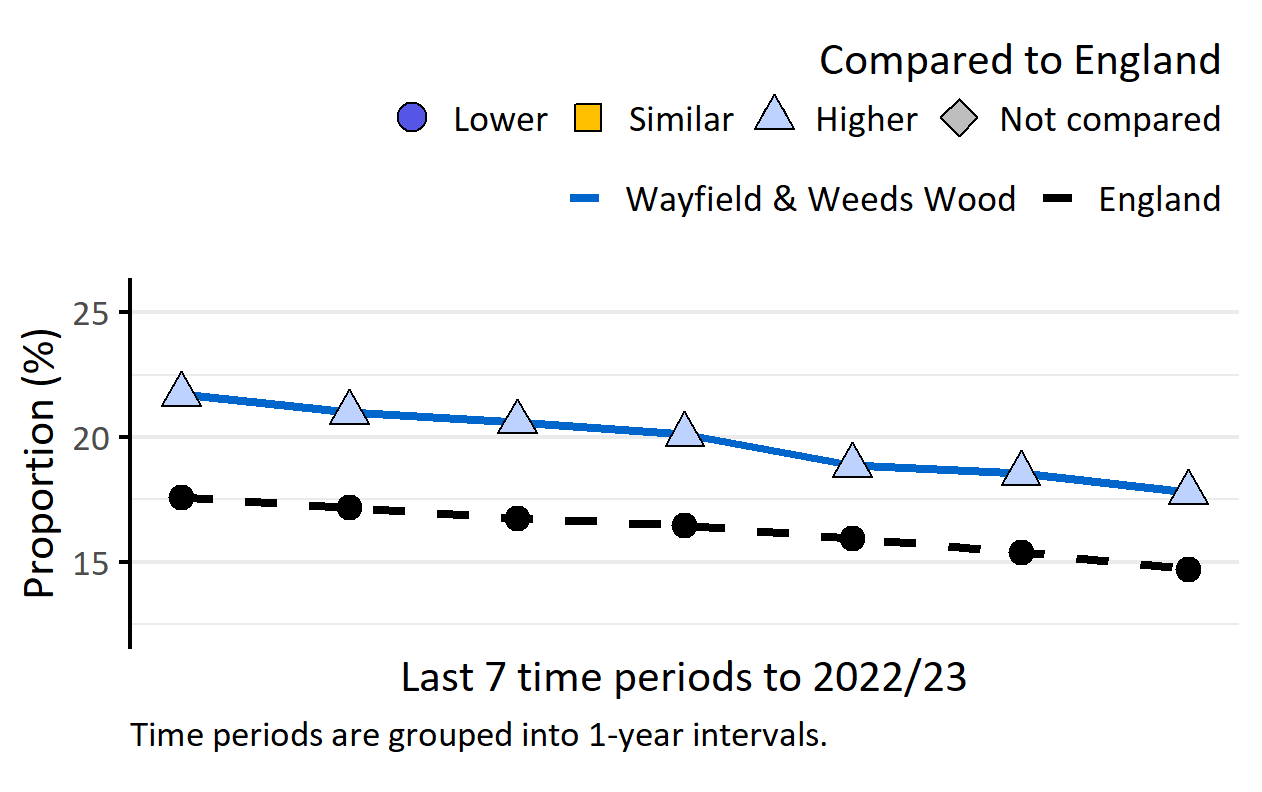 Compared to England
Lower Similar Higher Not compared
Wayfield & Weeds Wood England
25
20
15
Proportion (%)
Last 7 time periods to 2022/23
Time periods are grouped into 1-year intervals.